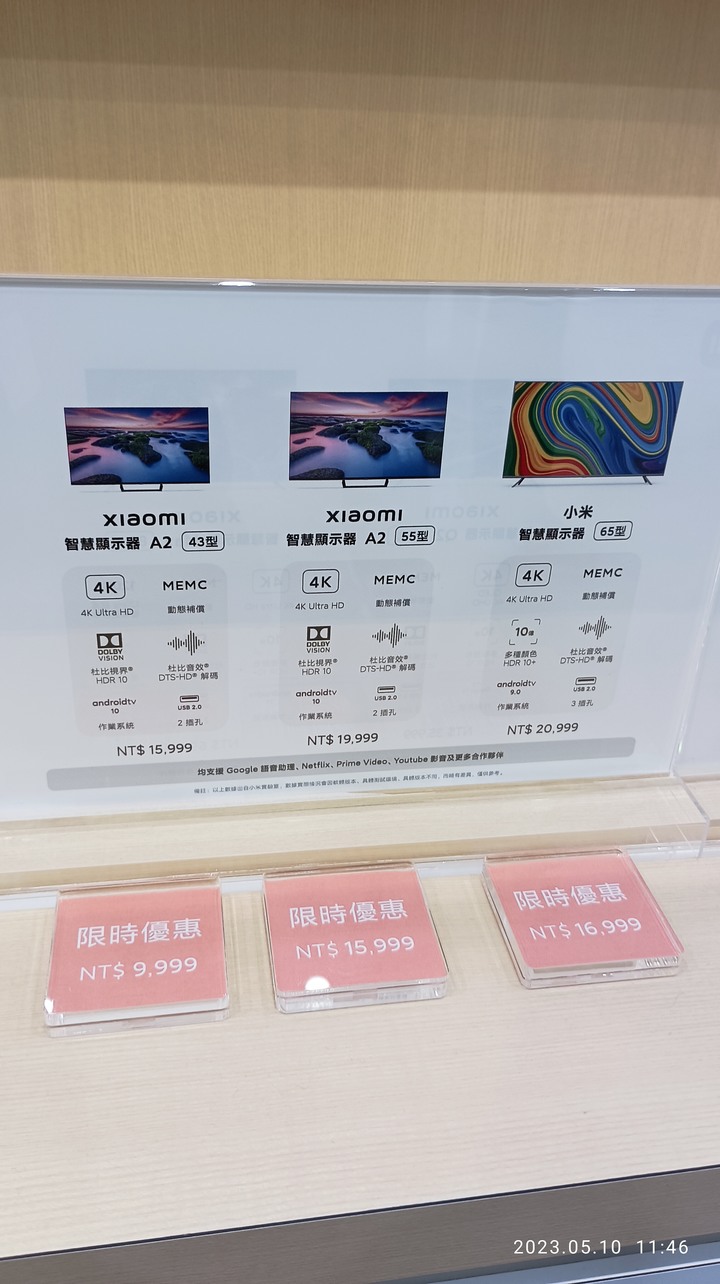 xiaomi
智慧顯示器 A2 43型
4K
4K Ultra HD
MEMC
動態補償
DOLBY
VISION
杜比視界®
HDR 10
杜比音效®
DTS-HD® 解碼
androidtv
10
作業系統
USB 2.0
2 插孔
NT$ 15,999
xiaomi
智慧顯示器 A2 55型
4K
4K Ultra HD
MEMC
動態補償
DOLBY
VISION
杜比視界®
HDR 10
杜比音效®
DTS-HD® 解碼
androidtv
10
作業系統
USB 2.0
2 插孔
NT$ 19,999
小米
智慧顯示器 65型
4K
4K Ultra HD
MEMC
動態補償
10億
多種顏色
HDR 10+
杜比音效®
DTS-HD® 解碼
androidtv
9.0
作業系統
USB 2.0
3 插孔
NT$ 20,999
均支援 Google 語音助理、Netflix、Prime Video、Youtube 影音及更多合作夥伴
限時優惠
NT$ 9,999
限時優惠
NT$ 15,999
限時優惠
NT$ 16,999
2023.05.10 11:46